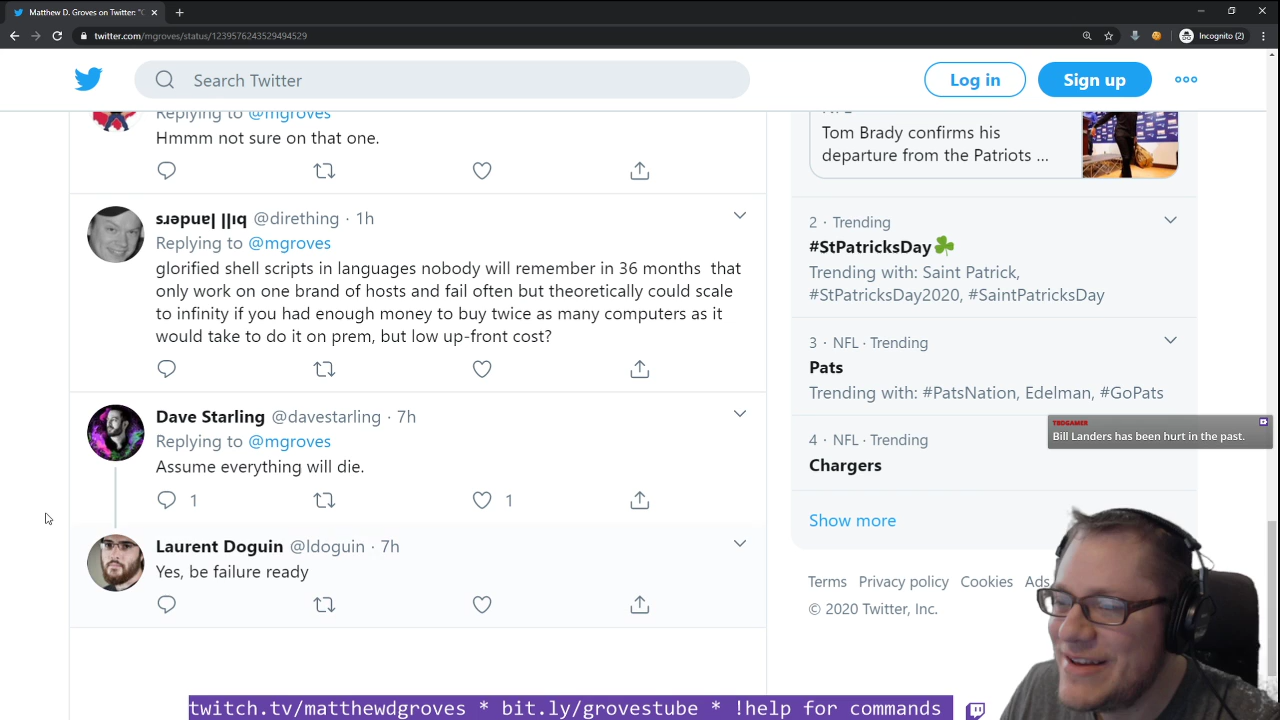 Matthew D. Groves on Twitter: "C
twitter.com/mgroves/status/1239576243529494529
Incognito (2)
Search Twitter
Log in
Sign up
Replying to @mgroves
Hmmm not sure on that one.
sɹǝpuɐl llıq @dirething · 1h
Replying to @mgroves
glorified shell scripts in languages nobody will remember in 36 months that
only work on one brand of hosts and fail often but theoretically could scale
to infinity if you had enough money to buy twice as many computers as it
would take to do it on prem, but low up-front cost?
Dave Starling @davestarling · 7h
Replying to @mgroves
Assume everything will die.
1
1
Laurent Doguin @ldoguin · 7h
Yes, be failure ready
Tom Brady confirms his
departure from the Patriots ...
2 · Trending
#StPatricksDay☘
Trending with: Saint Patrick,
#StPatricksDay2020, #SaintPatricksDay
3 · NFL · Trending
Pats
Trending with: #PatsNation, Edelman, #GoPats
4 · NFL · Trending
Chargers
TBDGAMER
Bill Landers has been hurt in the past.
Show more
Terms Privacy policy Cookies Ads
© 2020 Twitter, Inc.
twitch.tv/matthewdgroves * bit.ly/grovestube * !help for commands